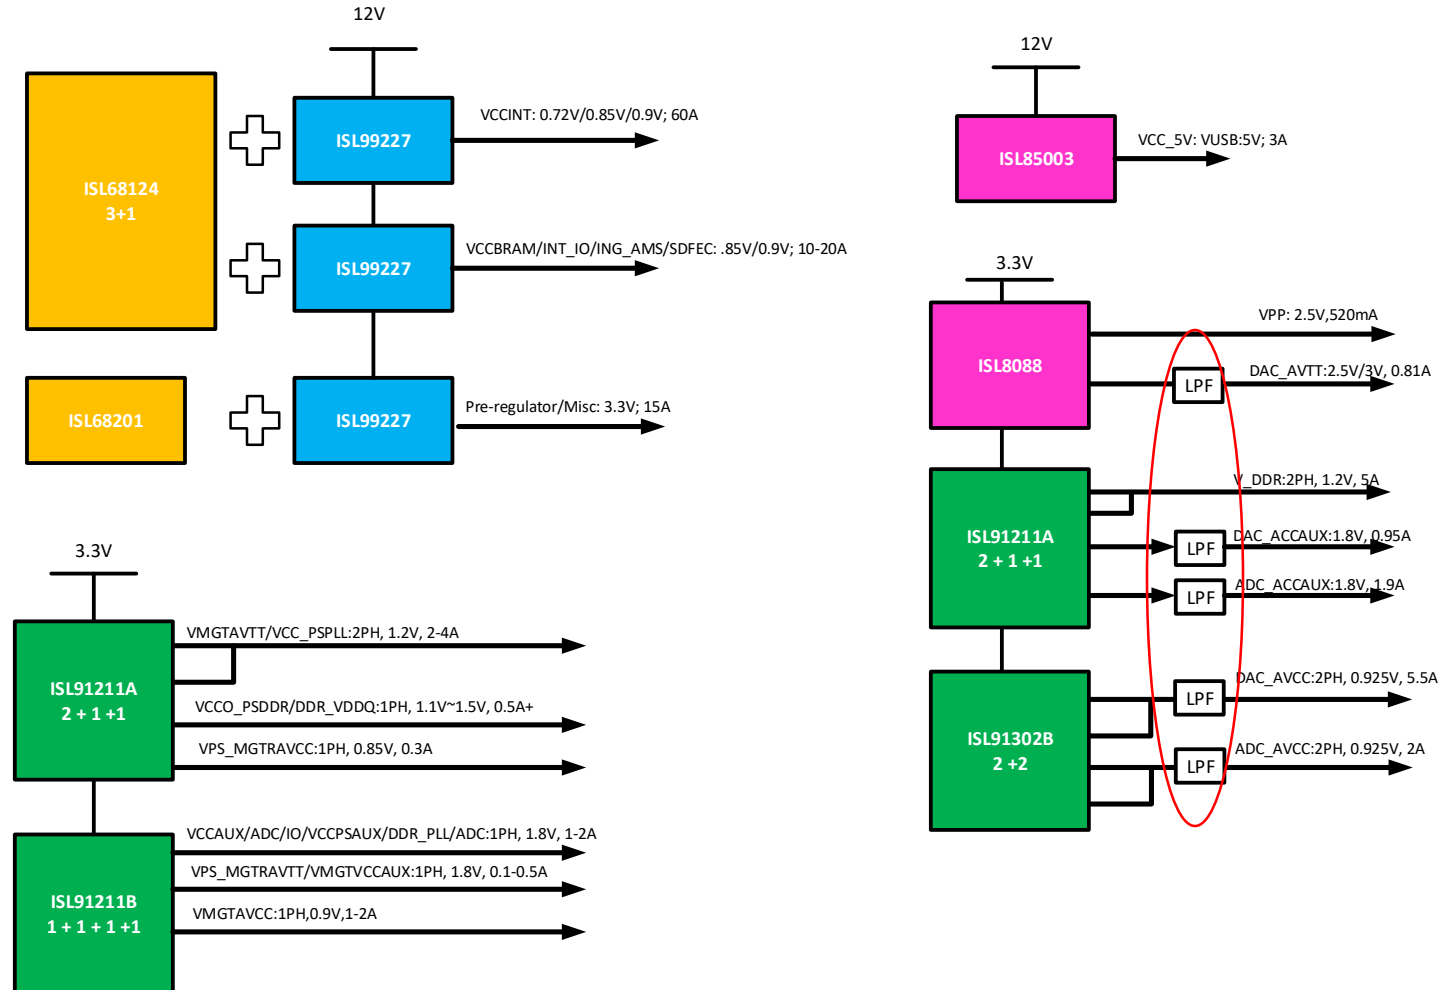 12V
ISL68124
3+1
ISL99227
VCCINT: 0.72V/0.85V/0.9V; 60A
ISL99227
VCCBRAM/INT_IO/ING_AMS/SDFEC: .85V/0.9V; 10-20A
ISL68201
ISL99227
Pre-regulator/Misc: 3.3V; 15A
3.3V
ISL91211A
2 + 1 +1
VMGTAVTT/VCC_PSPLL:2PH, 1.2V, 2-4A
VCCO_PSDDR/DDR_VDDQ:1PH, 1.1V~1.5V, 0.5A+
VPS_MGTRAVCC:1PH, 0.85V, 0.3A
ISL91211B
1 + 1 + 1 +1
VCCAUX/ADC/IO/VCCPSAUX/DDR_PLL/ADC:1PH, 1.8V, 1-2A
VPS_MGTRAVTT/VMGTVCCAUX:1PH, 1.8V, 0.1-0.5A
VMGTAVCC:1PH,0.9V,1-2A
12V
ISL85003
VCC_5V: VUSB:5V; 3A
3.3V
ISL8088
VPP: 2.5V,520mA
LPF
DAC_AVTT:2.5V/3V, 0.81A
ISL91211A
2 + 1 +1
V_DDR:2PH, 1.2V, 5A
LPF
DAC_ACCAUX:1.8V, 0.95A
LPF
ADC_ACCAUX:1.8V, 1.9A
ISL91302B
2 +2
LPF
DAC_AVCC:2PH, 0.925V, 5.5A
LPF
ADC_AVCC:2PH, 0.925V, 2A